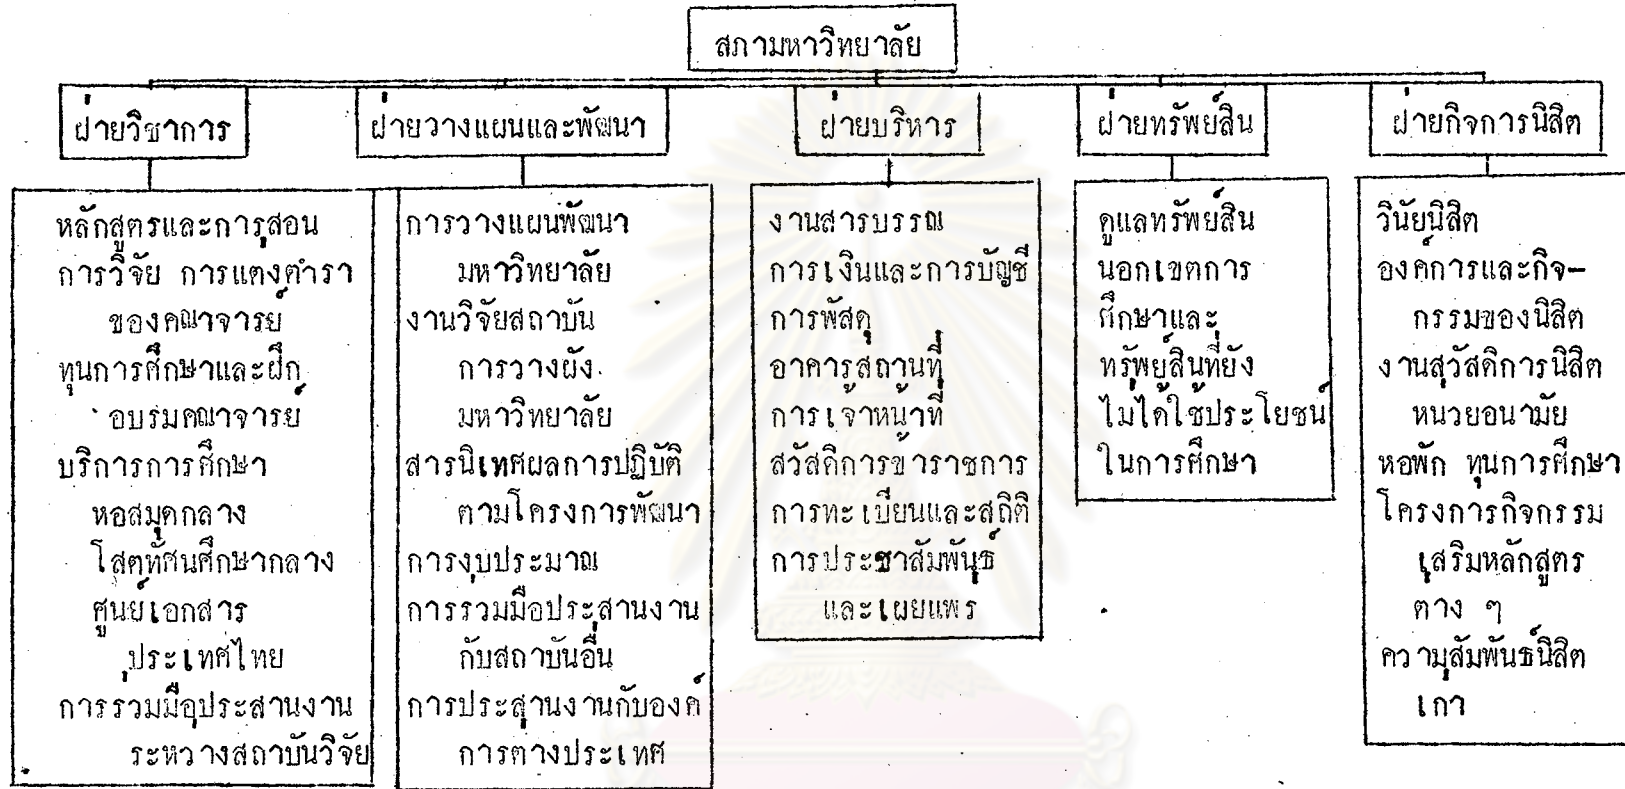 สภามหาวิทยาลัย
ฝ่ายวิชาการ
หลักสูตรและการสอน
การวิจัย การแตงตำรา
ของคณาจารย์
ทุนการศึกษาและฝึก
อบรมคณาจารย์
บริการการศึกษา
หอสมุดกลาง
โสตทัศนศึกษากลาง
ศูนย์เอกสาร
ประเทศไทย
การรวมมือประสานงาน
ระหวางสถาบันวิจัย
ฝ่ายวางแผนและพัฒนา
การวางแผนพัฒนา
มหาวิทยาลัย
งานวิจัยสถาบัน
การวางผัง
มหาวิทยาลัย
สารนิเทศผลการปฏิบัติ
ตามโครงการพัฒนา
การงบประมาณ
การรวมมือประสานงาน
กับสถาบันอื่น
การประสานงานกับองค์
การตางประเทศ
ฝ่ายบริหาร
งานสารบรรณ
การเงินและการบัญชี
การพัสดุ
อาคารสถานที่
การเจ้าหน้าที่
สวัสดิการข้าราชการ
การทะเบียนและสถิติ
การประชาสัมพันธ์
และเผยแพร
ฝ่ายทรัพย์สิน
ดูแลทรัพย์สิน
นอกเขตการ
ศึกษาและ
ทรัพย์สินที่ยัง
ไมได้ใช้ประโยชน์
ในการศึกษา
ฝ่ายกิจการนิสิต
วินัยนิสิต
องค์การและกิจ-
กรรมของนิสิต
งานสวัสดิการนิสิต
หนวยอนามัย
หอพัก ทุนการศึกษา
โครงการกิจกรรม
เสริมหลักสูตร
ตาง ๆ
ความสัมพันธ์นิสิต
เกา